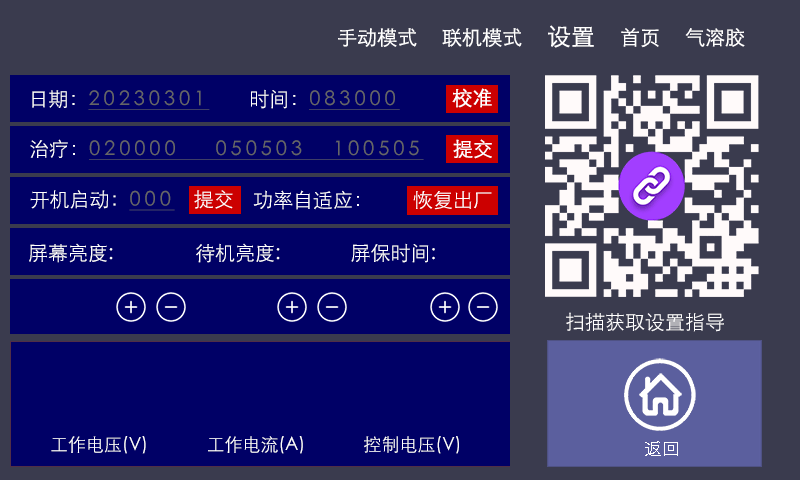 手动模式 联机模式 设置 首页 气溶胶
日期: 20230301 时间: 083000 校准
治疗: 020000 050503 100505 提交
开机启动: 000 提交 功率自适应: 恢复出厂
屏幕亮度: 待机亮度: 屏保时间:
扫描获取设置指导
工作电压(V) 工作电流(A) 控制电压(V)
返回